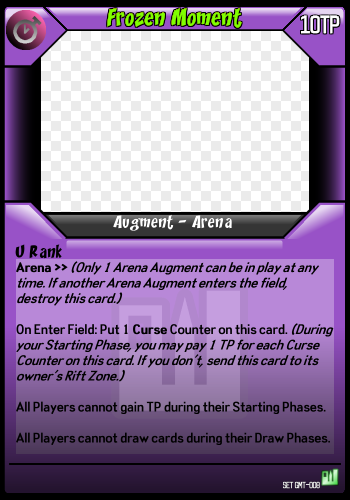 Frozen Moment
10TP
Augment - Arena
U Rank
Arena >> (Only 1 Arena Augment can be in play at any
time. If another Arena Augment enters the field,
destroy this card.)
On Enter Field: Put 1 Curse Counter on this card. (During
your Starting Phase, you may pay 1 TP for each Curse
Counter on this card. If you don't, send this card to its
owner's Rift Zone.)
All Players cannot gain TP during their Starting Phases.
All Players cannot draw cards during their Draw Phases.
SET GMT-008